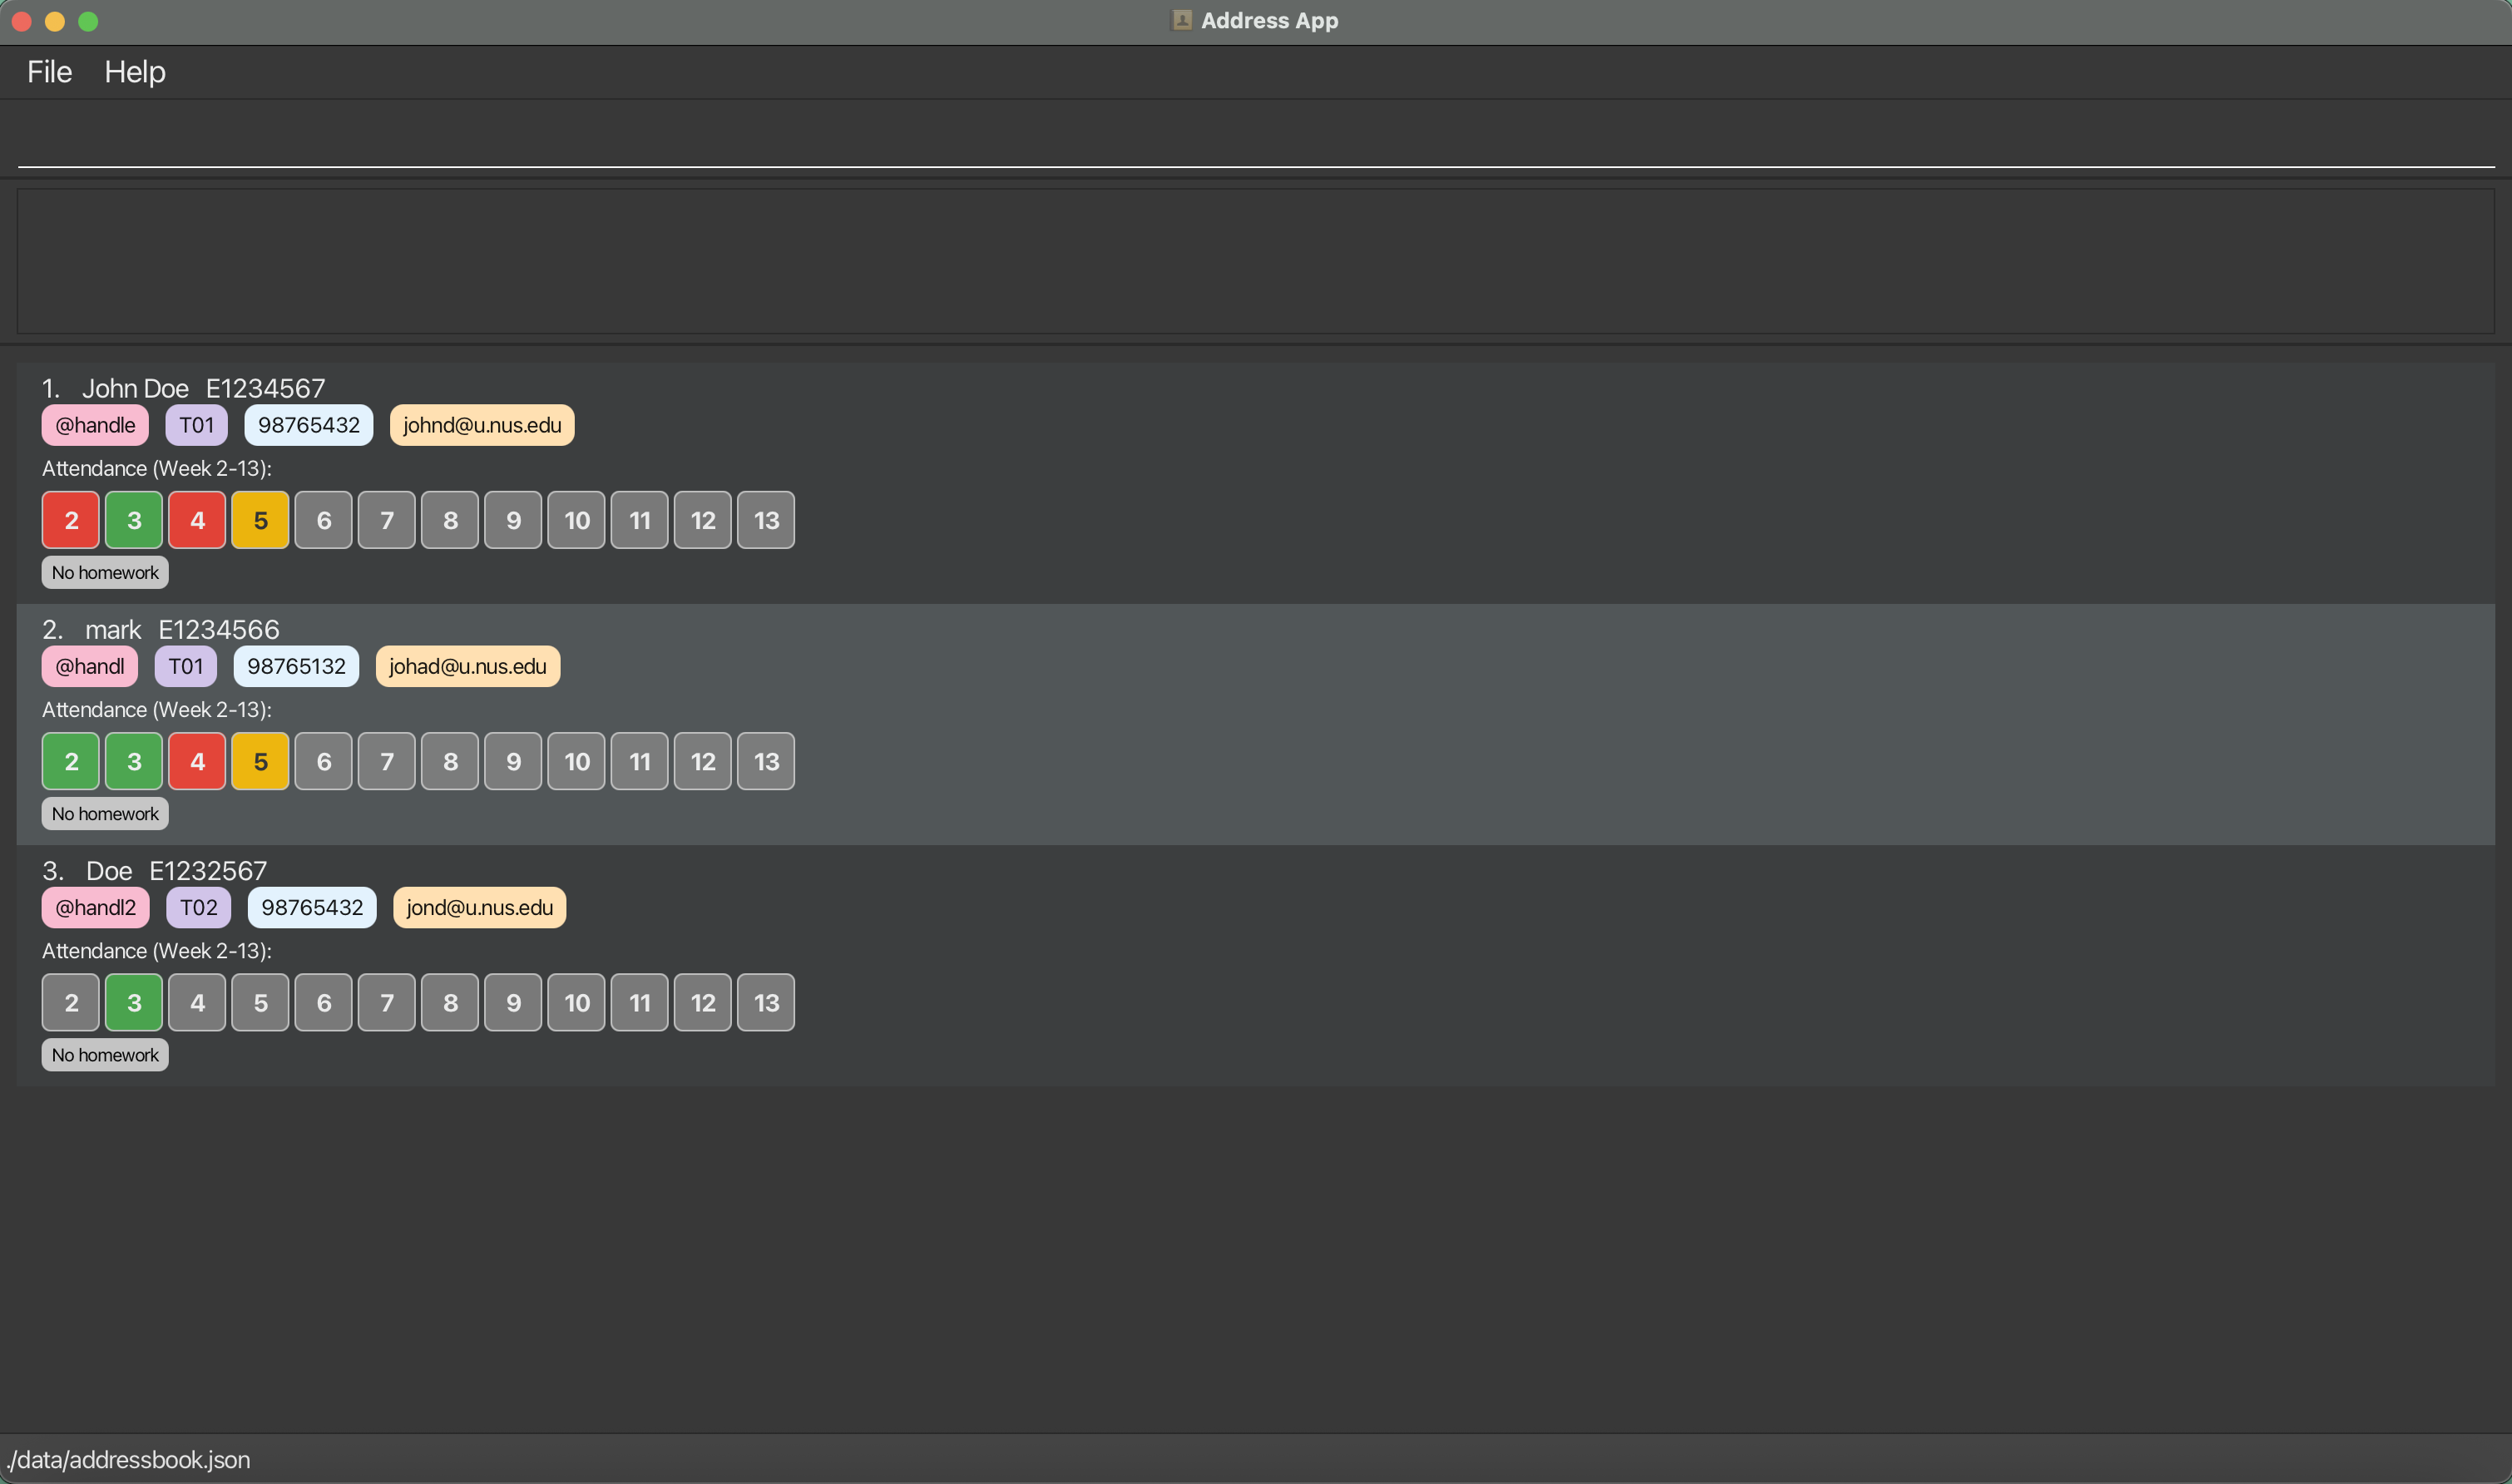 Address App
File Help
1. John Doe E1234567
@handle T01 98765432 johnd@u.nus.edu
Attendance (Week 2-13):
2 3 4 5 6 7 8 9 10 11 12 13
No homework
2. mark E1234566
@handl T01 98765132 johad@u.nus.edu
Attendance (Week 2-13):
2 3 4 5 6 7 8 9 10 11 12 13
No homework
3. Doe E1232567
@handl2 T02 98765432 jond@u.nus.edu
Attendance (Week 2-13):
2 3 4 5 6 7 8 9 10 11 12 13
No homework
./data/addressbook.json